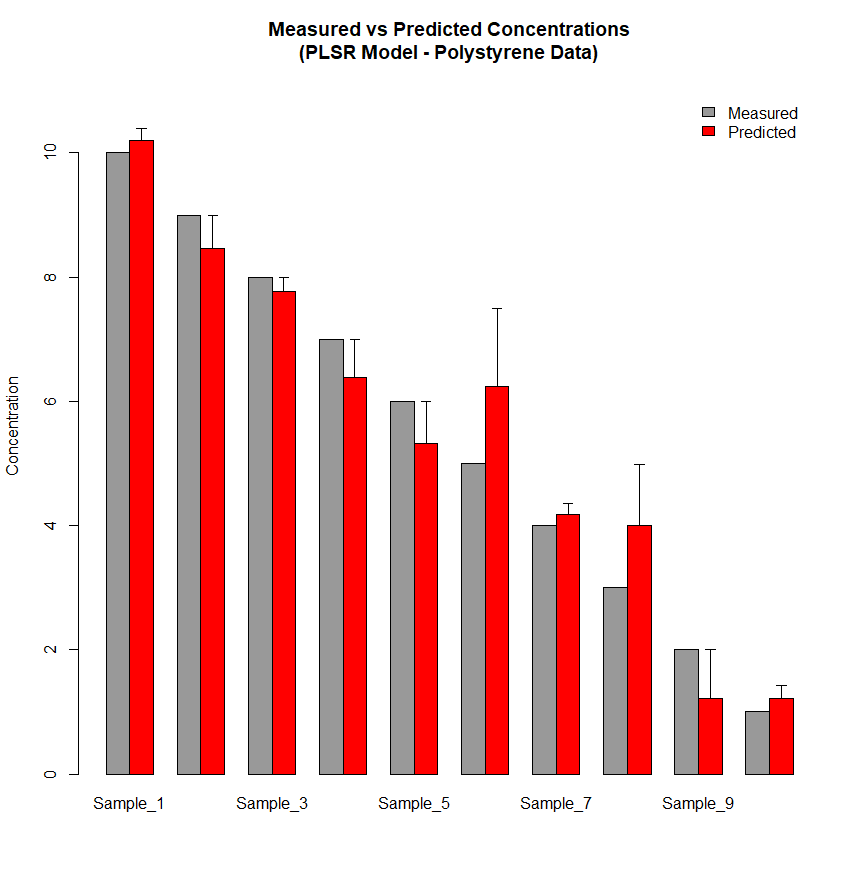 Measured vs Predicted Concentrations
(PLSR Model - Polystyrene Data)
Measured
Predicted
10
8
6
4
2
0
Concentration
Sample_1 Sample_3 Sample_5 Sample_7 Sample_9